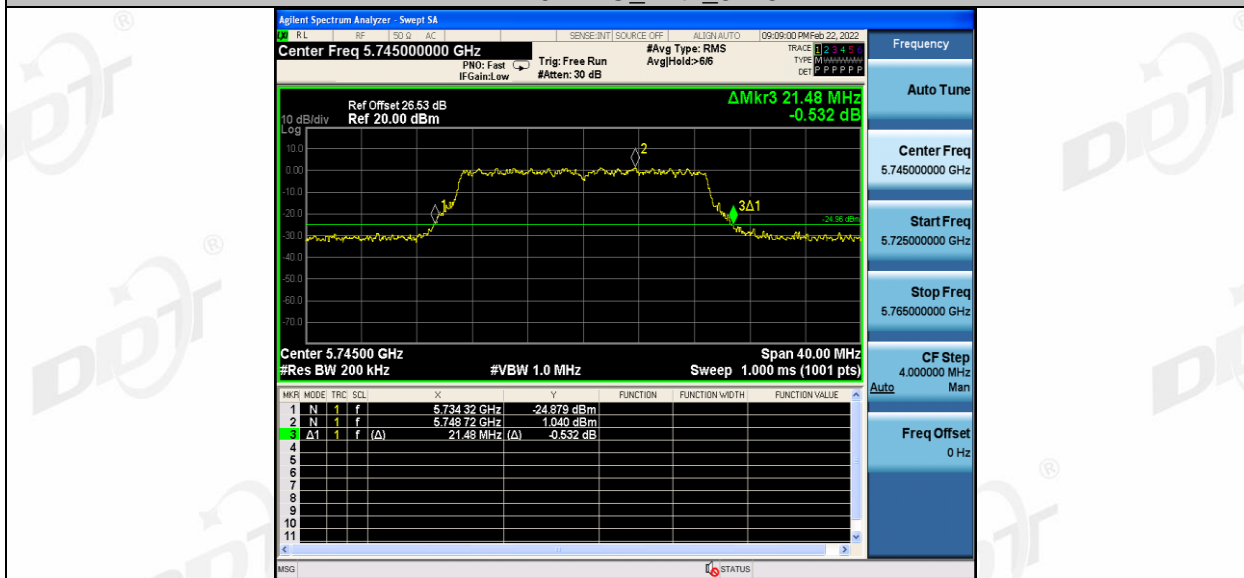 Agilent Spectrum Analyzer - Swept SA
RL RF 50 Ω AC SENSE:INT SOURCE OFF ALIGN AUTO 09:09:00 PM Feb 22, 2022
Center Freq 5.745000000 GHz
PNO: Fast
IFGain:Low
Trig: Free Run
#Atten: 30 dB
#Avg Type: RMS
Avg|Hold:>6/6
TRACE 1 2 3 4 5 6
TYPE M
DET P P P P P P
Frequency
Auto Tune
Center Freq
5.745000000 GHz
Start Freq
5.725000000 GHz
Stop Freq
5.765000000 GHz
CF Step
4.000000 MHz
Auto Man
Freq Offset
0 Hz
ΔMkr3 21.48 MHz
-0.532 dB
Ref Offset 26.53 dB
10 dB/div Ref 20.00 dBm
Log
10.0
0.00
-10.0
-20.0
-30.0
-40.0
-50.0
-60.0
-70.0
1
2
3Δ1
-24.96 dBm
Center 5.74500 GHz Span 40.00 MHz
#Res BW 200 kHz #VBW 1.0 MHz Sweep 1.000 ms (1001 pts)
MKR MODE TRC SCL X Y FUNCTION FUNCTION WIDTH FUNCTION VALUE
1 N 1 f 5.734 32 GHz -24.879 dBm
2 N 1 f 5.748 72 GHz 1.040 dBm
3 Δ1 1 f (Δ) 21.48 MHz (Δ) -0.532 dB
4
5
6
7
8
9
10
11
MSG STATUS
DDT
®